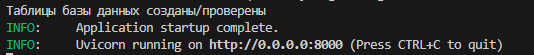 Таблицы базы данных созданы/проверены
INFO:     Application startup complete.
INFO:     Uvicorn running on http://0.0.0.0:8000 (Press CTRL+C to quit)